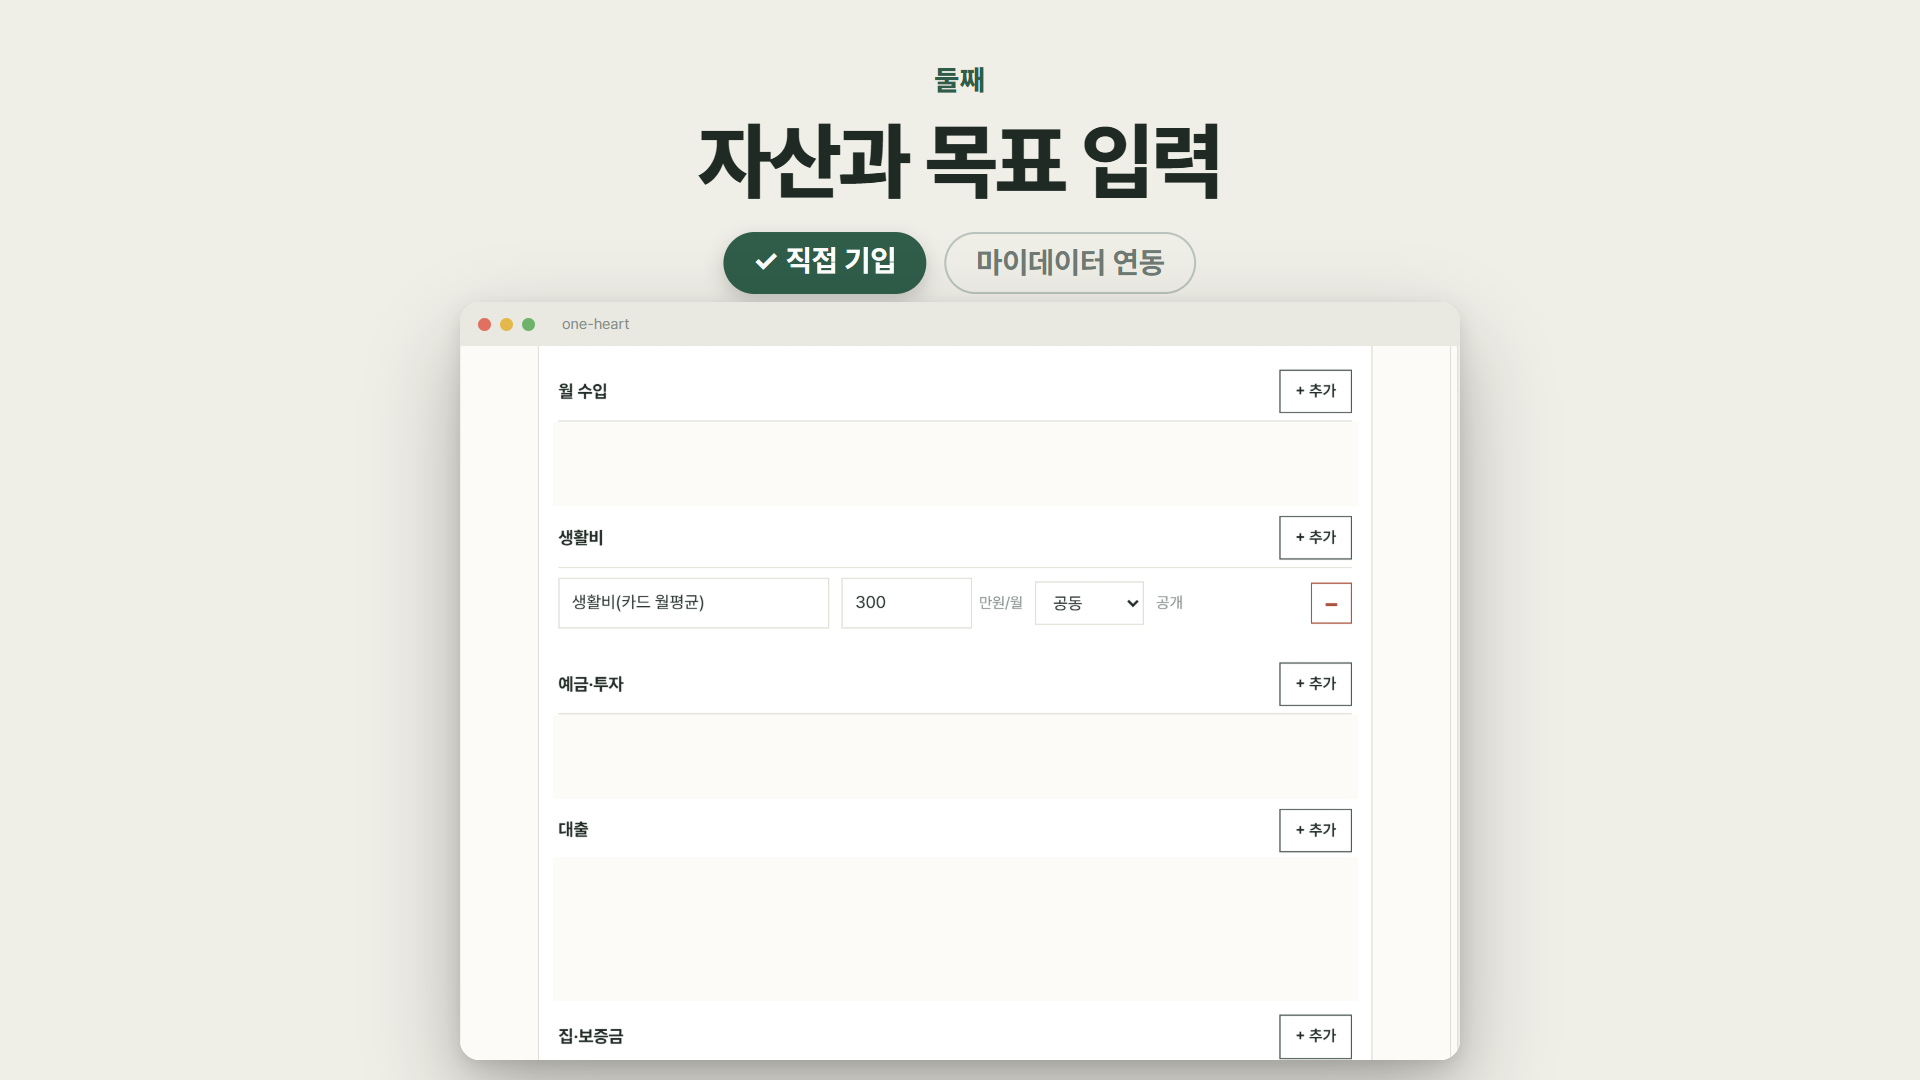 둘째
자산과 목표 입력
✓ 직접 기입 마이데이터 연동
one-heart
월 수입 + 추가
생활비 + 추가
생활비(카드 월평균) 300 만원/월 공동 공개 −
예금·투자 + 추가
대출 + 추가
집·보증금 + 추가